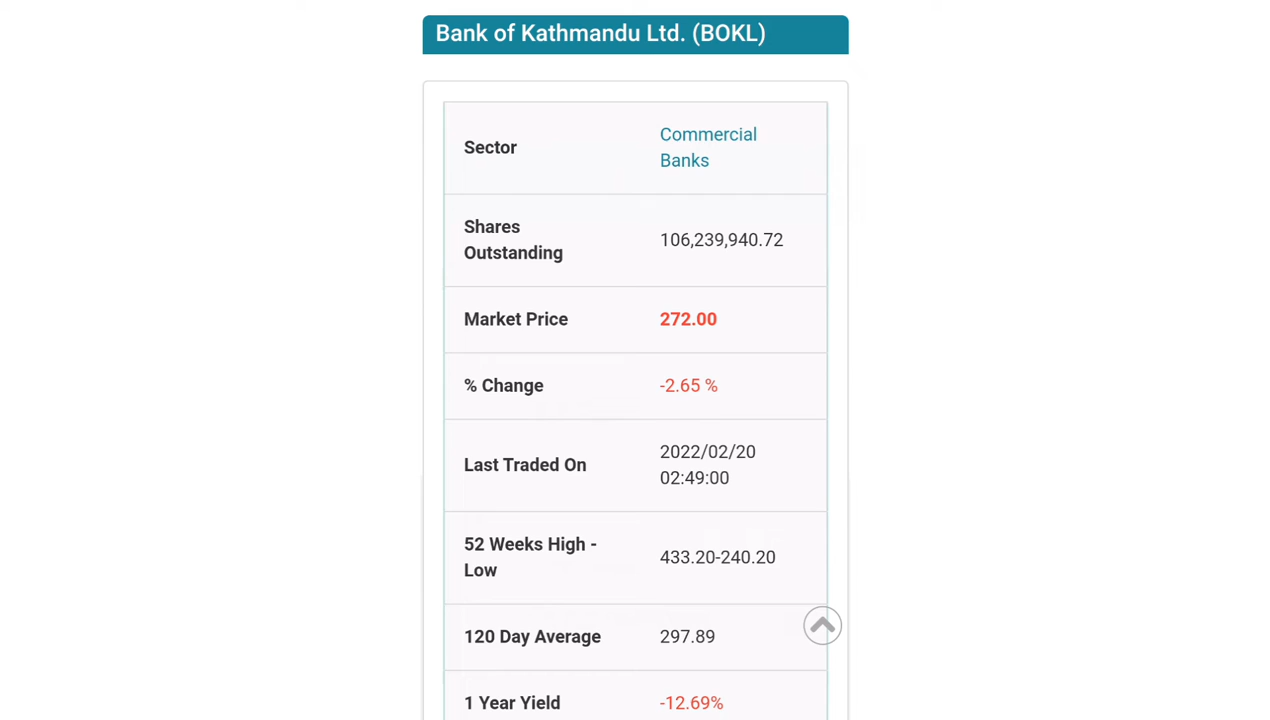 Bank of Kathmandu Ltd. (BOKL)
Sector
Commercial
Banks
Shares
Outstanding
106,239,940.72
Market Price
272.00
% Change
-2.65 %
Last Traded On
2022/02/20
02:49:00
52 Weeks High -
Low
433.20-240.20
120 Day Average
297.89
1 Year Yield
-12.69%